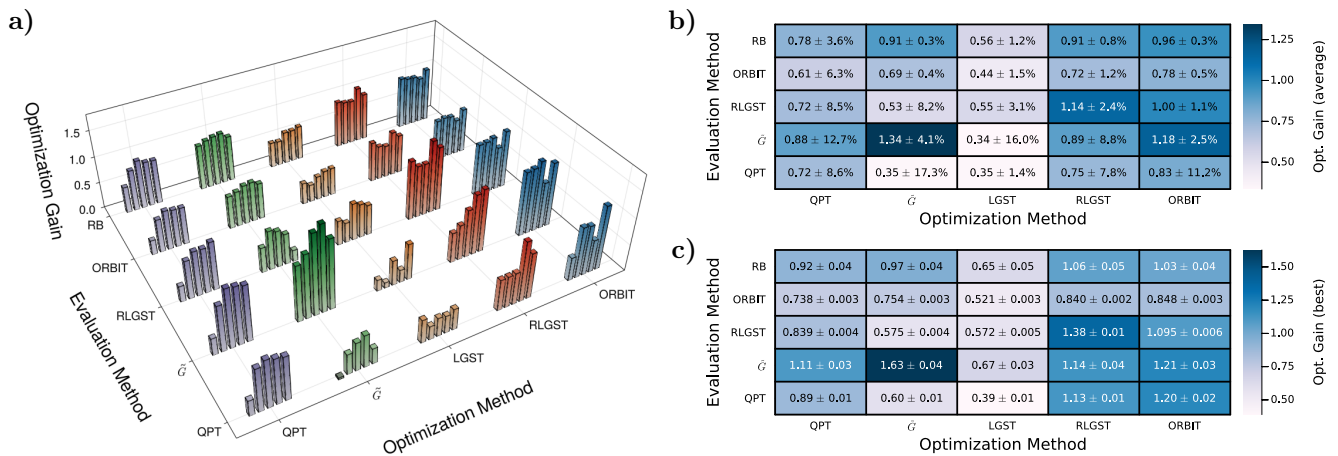 a)
Optimization Gain
1.5
1.0
0.5
0.0
RB
ORBIT
RLGST
G̃
QPT
Evaluation Method
QPT
G̃
LGST
RLGST
ORBIT
Optimization Method
b)
Evaluation Method
RB 0.78 ± 3.6% 0.91 ± 0.3% 0.56 ± 1.2% 0.91 ± 0.8% 0.96 ± 0.3%
ORBIT 0.61 ± 6.3% 0.69 ± 0.4% 0.44 ± 1.5% 0.72 ± 1.2% 0.78 ± 0.5%
RLGST 0.72 ± 8.5% 0.53 ± 8.2% 0.55 ± 3.1% 1.14 ± 2.4% 1.00 ± 1.1%
G̃ 0.88 ± 12.7% 1.34 ± 4.1% 0.34 ± 16.0% 0.89 ± 8.8% 1.18 ± 2.5%
QPT 0.72 ± 8.6% 0.35 ± 17.3% 0.35 ± 1.4% 0.75 ± 7.8% 0.83 ± 11.2%
QPT G̃ LGST RLGST ORBIT
Optimization Method
1.25
1.00
0.75
0.50
Opt. Gain (average)
c)
Evaluation Method
RB 0.92 ± 0.04 0.97 ± 0.04 0.65 ± 0.05 1.06 ± 0.05 1.03 ± 0.04
ORBIT 0.738 ± 0.003 0.754 ± 0.003 0.521 ± 0.003 0.840 ± 0.002 0.848 ± 0.003
RLGST 0.839 ± 0.004 0.575 ± 0.004 0.572 ± 0.005 1.38 ± 0.01 1.095 ± 0.006
G̃ 1.11 ± 0.03 1.63 ± 0.04 0.67 ± 0.03 1.14 ± 0.04 1.21 ± 0.03
QPT 0.89 ± 0.01 0.60 ± 0.01 0.39 ± 0.01 1.13 ± 0.01 1.20 ± 0.02
QPT G̃ LGST RLGST ORBIT
Optimization Method
1.50
1.25
1.00
0.75
0.50
Opt. Gain (best)